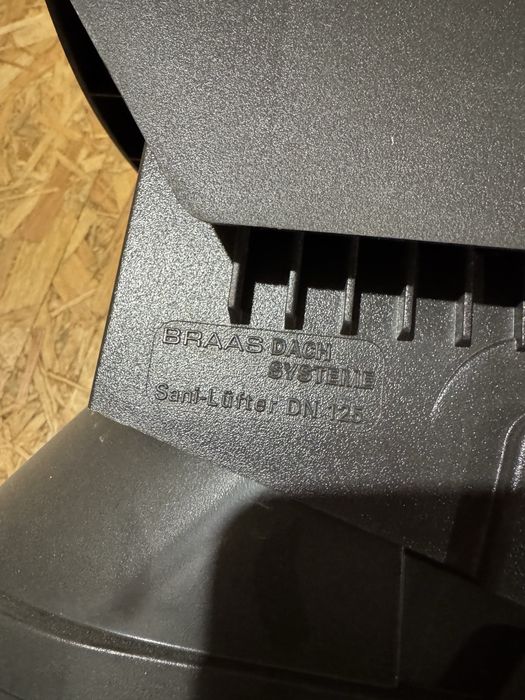 BRAAS DACH
SYSTEME
Sani-Lüfter DN 125